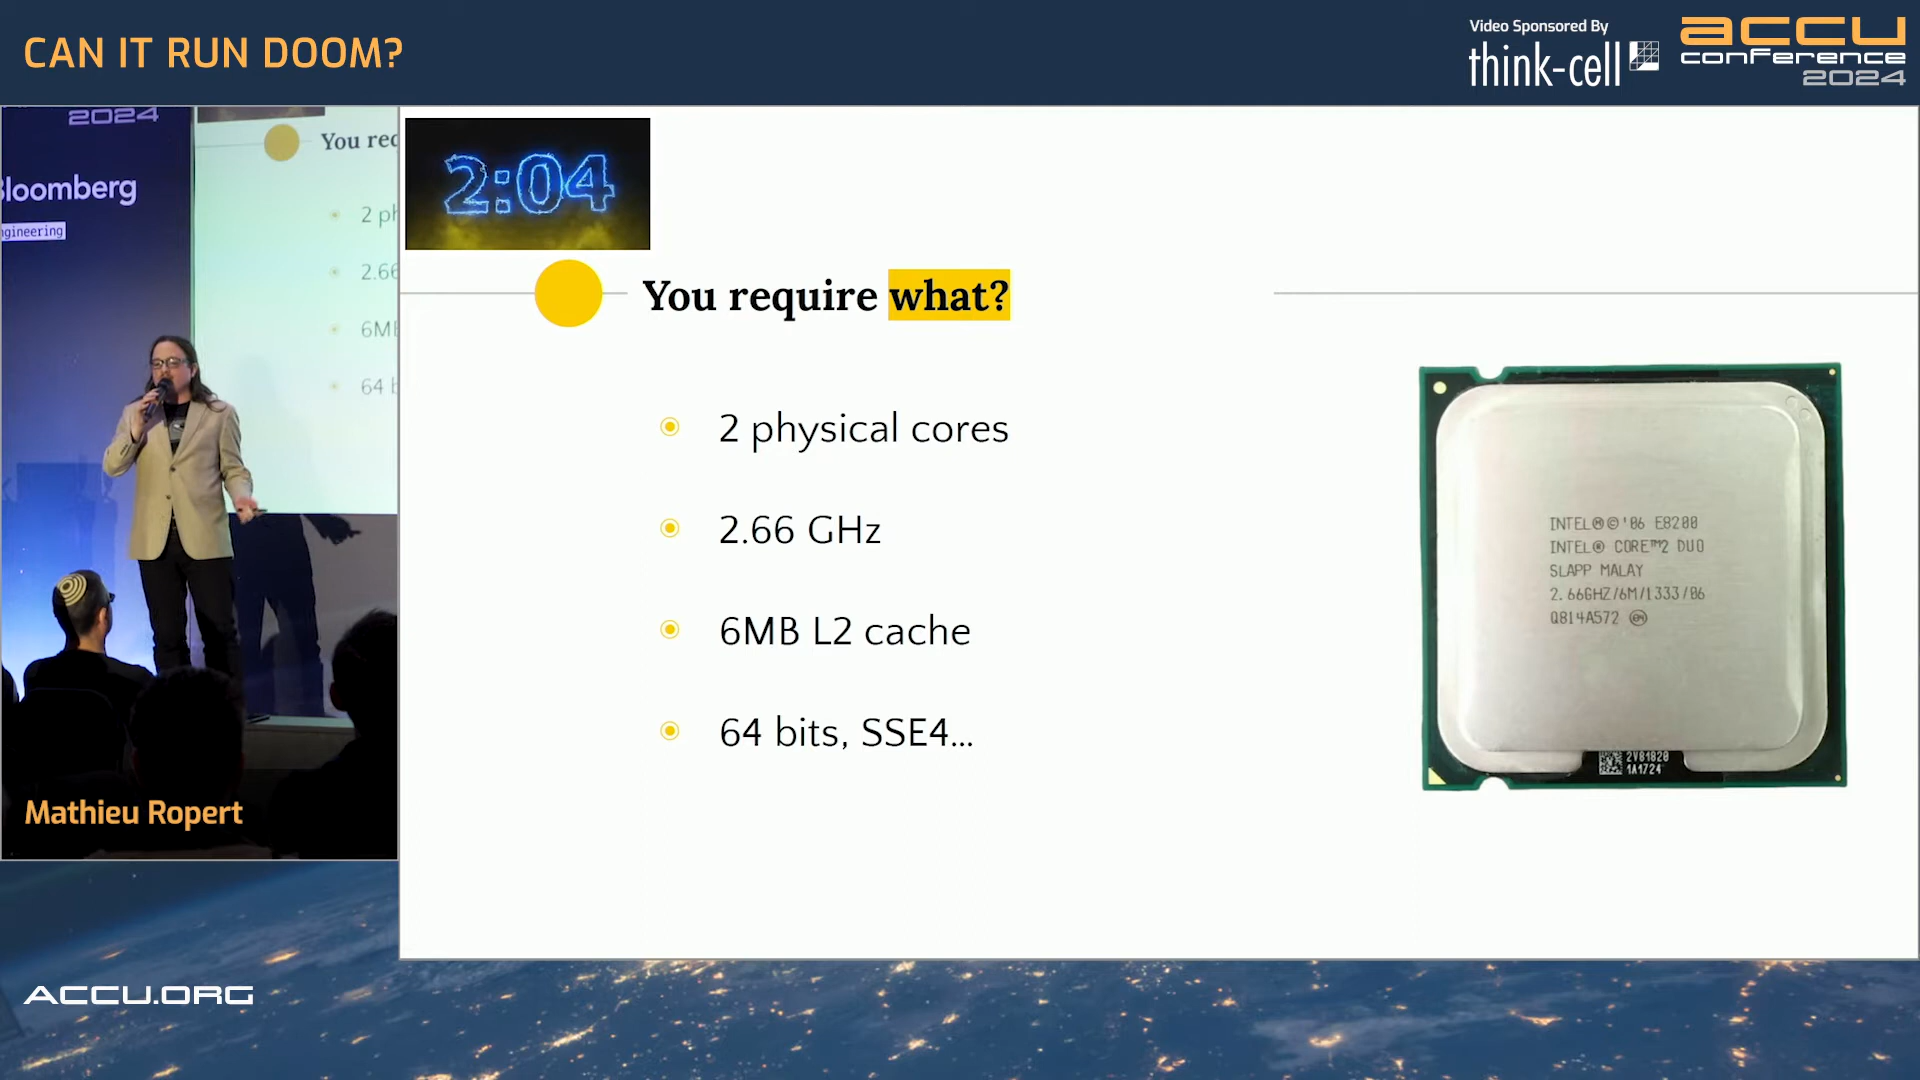 CAN IT RUN DOOM?
Video Sponsored By
think-cell
accu
conference
2024
2024
Bloomberg
ngineering
You req
2 ph
2.66
6MB
64 b
2:04
You require what?
2 physical cores
2.66 GHz
6MB L2 cache
64 bits, SSE4...
INTEL®©'06 E8200
INTEL® CORE™2 DUO
SLAPP MALAY
2.66GHZ/6M/1333/06
Q814A572
2V81820
1A1724
Mathieu Ropert
ACCU.ORG